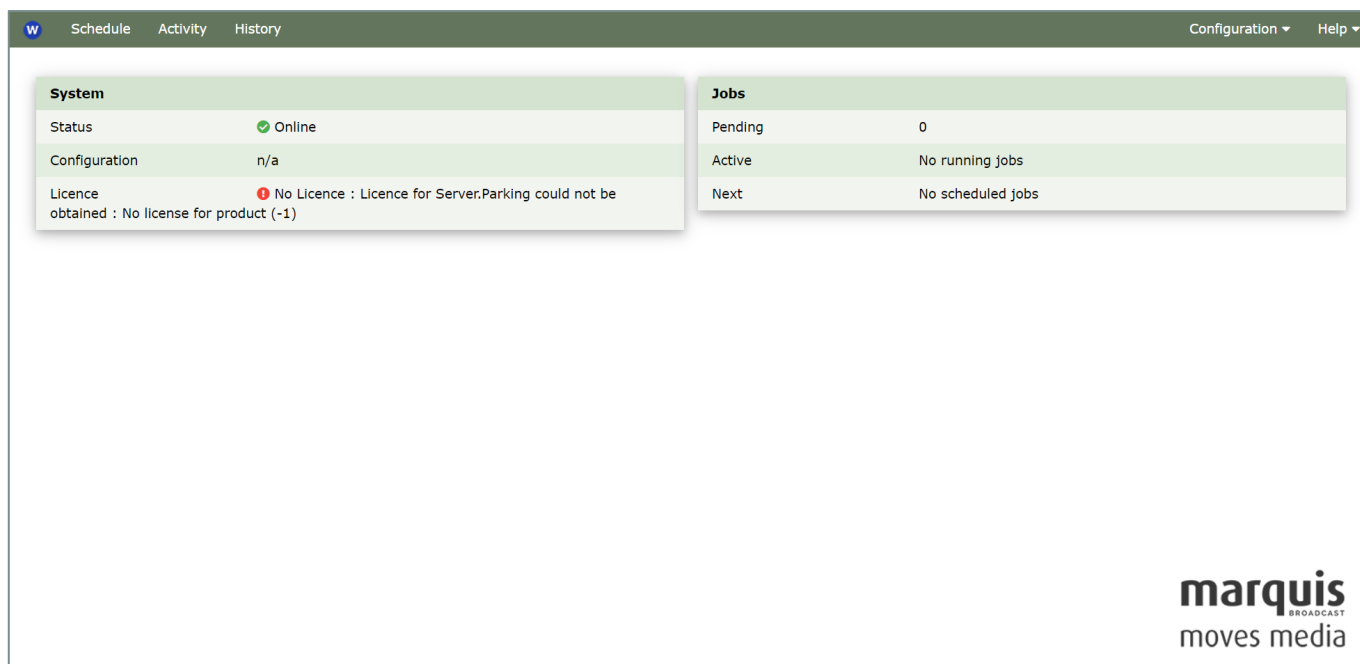 W Schedule Activity History Configuration Help
System
Status Online
Configuration n/a
Licence No Licence : Licence for Server.Parking could not be
obtained : No license for product (-1)
Jobs
Pending 0
Active No running jobs
Next No scheduled jobs
marquis
BROADCAST
moves media